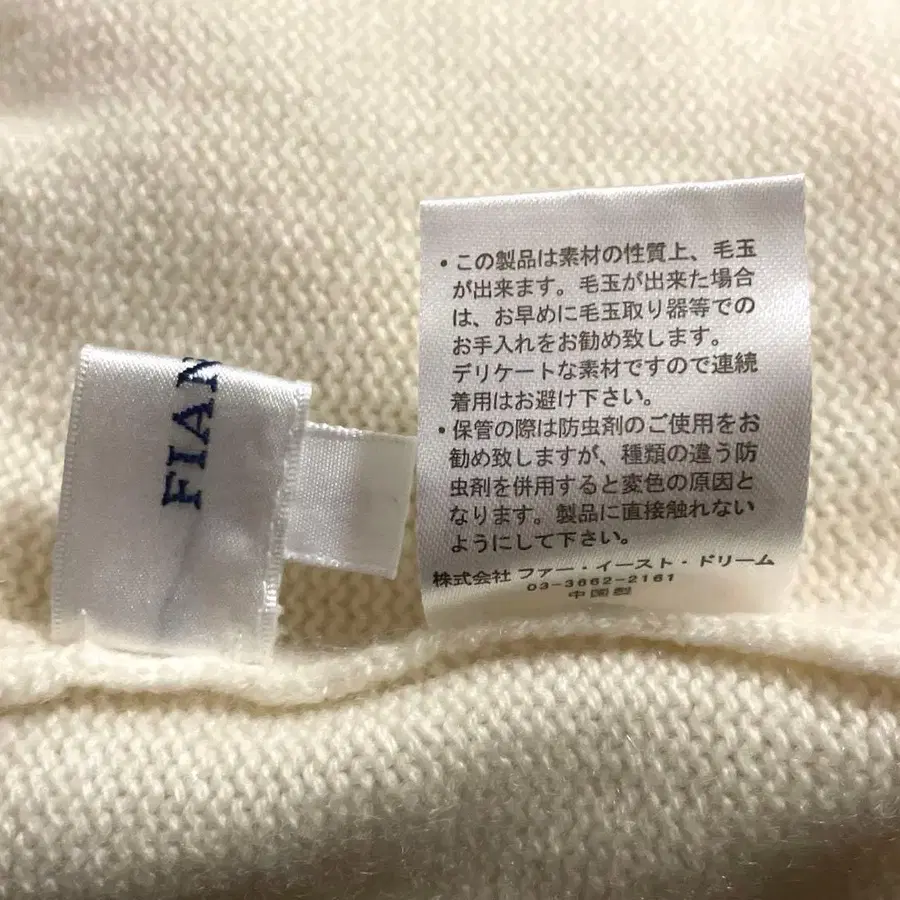 FIAN
・この製品は素材の性質上、毛玉
が出来ます。毛玉が出来た場合
は、お早めに毛玉取り器等での
お手入れをお勧め致します。
デリケートな素材ですので連続
着用はお避け下さい。
・保管の際は防虫剤のご使用をお
勧め致しますが、種類の違う防
虫剤を併用すると変色の原因と
なります。製品に直接触れない
ようにして下さい。
株式会社 ファー・イースト・ドリーム
03-3662-2161
中国製